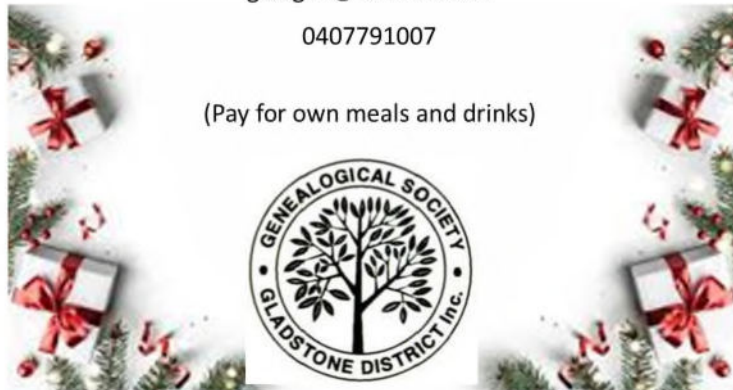 0407791007
(Pay for own meals and drinks)
GENEALOGICAL SOCIETY
GLADSTONE DISTRICT Inc.